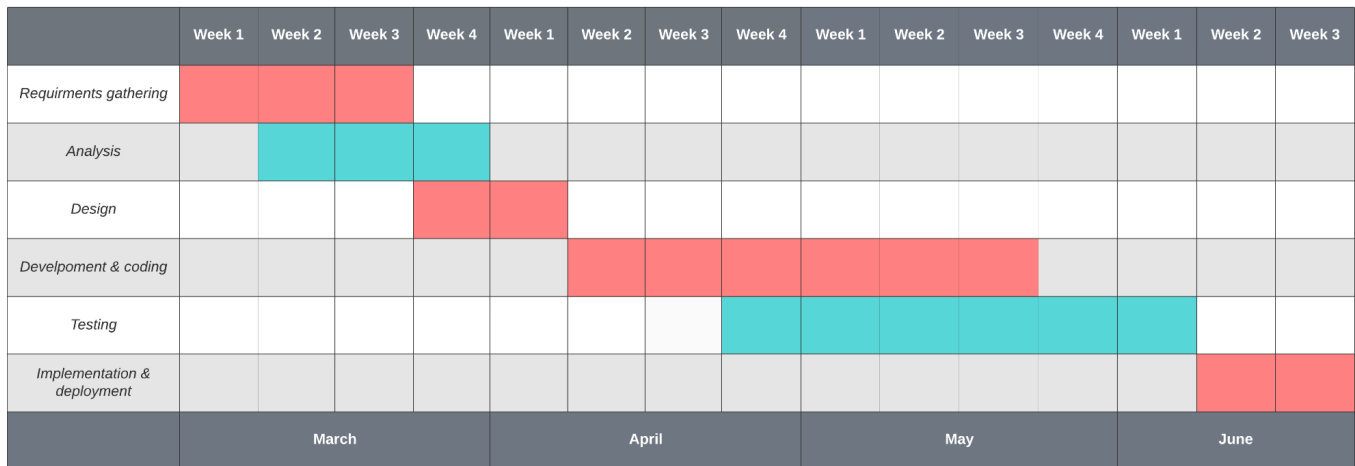 Week 1 Week 2 Week 3 Week 4 Week 1 Week 2 Week 3 Week 4 Week 1 Week 2 Week 3 Week 4 Week 1 Week 2 Week 3
Requirments gathering
Analysis
Design
Develpoment & coding
Testing
Implementation &
deployment
March April May June